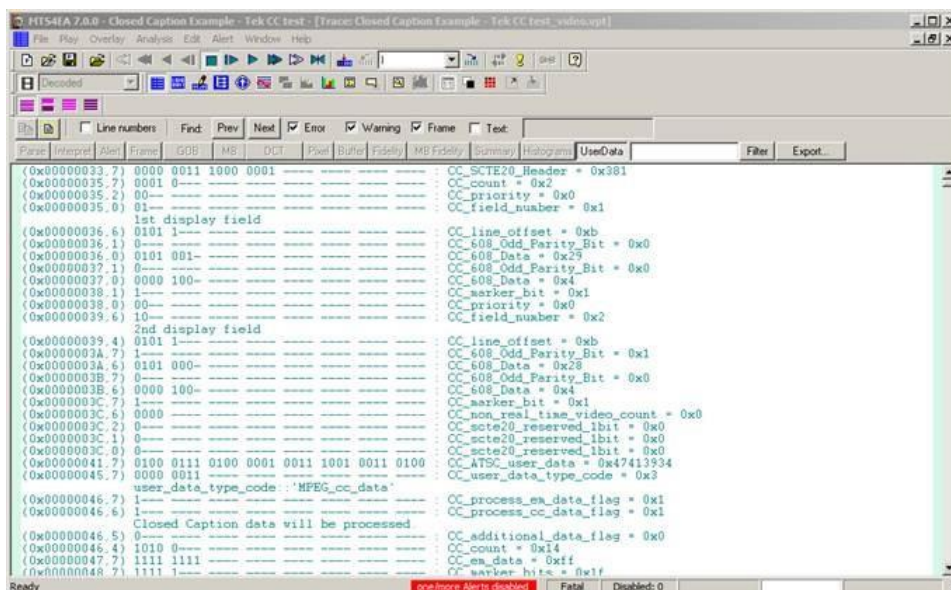 MTS4EA 7.0.0 - Closed Caption Example - Tek CC test - [Trace: Closed Caption Example - Tek CC test_video.vpt]
File Play Overlay Analysis Edit Alert Window Help
Decoded
Line numbers Find: Prev Next Error Warning Frame Text:
Parse Interpret Alert Frame GOB MB DCT Pixel Buffer Fidelity MB Fidelity Summary Histograms UserData Filter Export...
(0x00000033.7) 0000 0011 1000 0001 ---- ---- ---- ---- : CC_SCTE20_Header = 0x381
(0x00000035.7) 0001 0--- ---- ---- ---- ---- ---- ---- : CC_count = 0x2
(0x00000035.2) 00-- ---- ---- ---- ---- ---- ---- ---- : CC_priority = 0x0
(0x00000035.0) 01-- ---- ---- ---- ---- ---- ---- ---- : CC_field_number = 0x1
1st display field
(0x00000036.6) 0101 1--- ---- ---- ---- ---- ---- ---- : CC_line_offset = 0xb
(0x00000036.1) 0--- ---- ---- ---- ---- ---- ---- ---- : CC_608_Odd_Parity_Bit = 0x0
(0x00000036.0) 0101 001- ---- ---- ---- ---- ---- ---- : CC_608_Data = 0x29
(0x00000037.1) 0--- ---- ---- ---- ---- ---- ---- ---- : CC_608_Odd_Parity_Bit = 0x0
(0x00000037.0) 0000 100- ---- ---- ---- ---- ---- ---- : CC_608_Data = 0x4
(0x00000038.1) 1--- ---- ---- ---- ---- ---- ---- ---- : CC_marker_bit = 0x1
(0x00000038.0) 00-- ---- ---- ---- ---- ---- ---- ---- : CC_priority = 0x0
(0x00000039.6) 10-- ---- ---- ---- ---- ---- ---- ---- : CC_field_number = 0x2
2nd display field
(0x00000039.4) 0101 1--- ---- ---- ---- ---- ---- ---- : CC_line_offset = 0xb
(0x0000003A.7) 1--- ---- ---- ---- ---- ---- ---- ---- : CC_608_Odd_Parity_Bit = 0x1
(0x0000003A.6) 0101 000- ---- ---- ---- ---- ---- ---- : CC_608_Data = 0x28
(0x0000003B.7) 0--- ---- ---- ---- ---- ---- ---- ---- : CC_608_Odd_Parity_Bit = 0x0
(0x0000003B.6) 0000 100- ---- ---- ---- ---- ---- ---- : CC_608_Data = 0x4
(0x0000003C.7) 1--- ---- ---- ---- ---- ---- ---- ---- : CC_marker_bit = 0x1
(0x0000003C.6) 0000 ---- ---- ---- ---- ---- ---- ---- : CC_non_real_time_video_count = 0x0
(0x0000003C.2) 0--- ---- ---- ---- ---- ---- ---- ---- : CC_scte20_reserved_1bit = 0x0
(0x0000003C.1) 0--- ---- ---- ---- ---- ---- ---- ---- : CC_scte20_reserved_1bit = 0x0
(0x0000003C.0) 0--- ---- ---- ---- ---- ---- ---- ---- : CC_scte20_reserved_1bit = 0x0
(0x00000041.7) 0100 0111 0100 0001 0011 1001 0011 0100 : CC_ATSC_user_data = 0x47413934
(0x00000045.7) 0000 0011 ---- ---- ---- ---- ---- ---- : CC_user_data_type_code = 0x3
user_data_type_code::'MPEG_cc_data'
(0x00000046.7) 1--- ---- ---- ---- ---- ---- ---- ---- : CC_process_em_data_flag = 0x1
(0x00000046.6) 1--- ---- ---- ---- ---- ---- ---- ---- : CC_process_cc_data_flag = 0x1
Closed Caption data will be processed
(0x00000046.5) 0--- ---- ---- ---- ---- ---- ---- ---- : CC_additional_data_flag = 0x0
(0x00000046.4) 1010 0--- ---- ---- ---- ---- ---- ---- : CC_count = 0x14
(0x00000047.7) 1111 1111 ---- ---- ---- ---- ---- ---- : CC_em_data = 0xff
(0x00000048.7) 1111 1--- ---- ---- ---- ---- ---- ---- : CC_marker_bits = 0x1f
Ready one/more Alerts disabled Fatal Disabled: 0